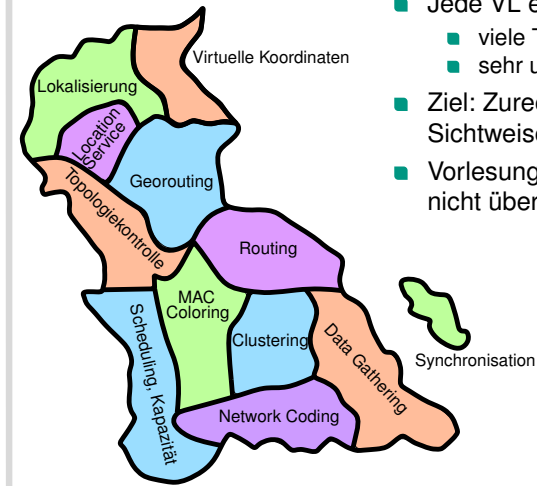 Jede VL e
viele T
sehr u
Ziel: Zure
Sichtweise
Vorlesung
nicht über
Virtuelle Koordinaten
Lokalisierung
Location
Service
Georouting
Topologiekontrolle
Routing
MAC
Coloring
Scheduling, Kapazität
Clustering
Data Gathering
Synchronisation
Network Coding